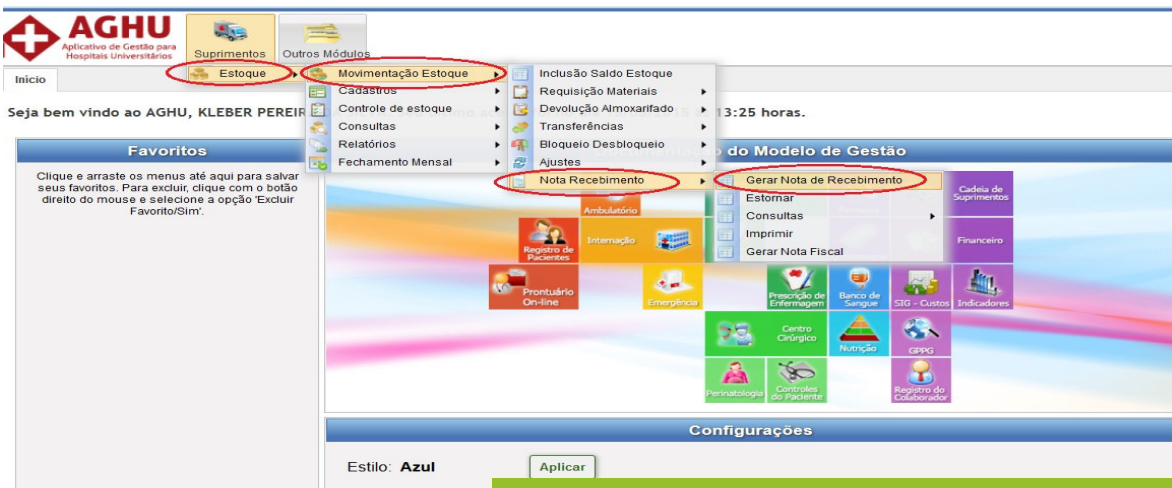 AGHU
Aplicativo de Gestão para
Hospitais Universitários
Suprimentos
Outros Módulos
Inicio
Estoque
Movimentação Estoque
Cadastros
Controle de estoque
Consultas
Relatórios
Fechamento Mensal
Inclusão Saldo Estoque
Requisição Materiais
Devolução Almoxarifado
Transferências
Bloqueio Desbloqueio
Ajustes
Nota Recebimento
Gerar Nota de Recebimento
Estornar
Consultas
Imprimir
Gerar Nota Fiscal
Seja bem vindo ao AGHU, KLEBER PEREIR
13:25 horas.
Favoritos
Clique e arraste os menus até aqui para salvar
seus favoritos. Para excluir, clique com o botão
direito do mouse e selecione a opção 'Excluir
Favorito/Sim'.
do Modelo de Gestão
Ambulatório
Cadeia de
Suprimentos
Registro de
Pacientes
Internação
Financeiro
Prontuário
On-line
Emergência
Prescrição de
Enfermagem
Banco de
Sangue
SIG - Custos
Indicadores
Centro
Cirúrgico
Nutrição
GPPG
Perinatologia
Controles
do Paciente
Registro do
Colaborador
Configurações
Estilo: Azul
Aplicar